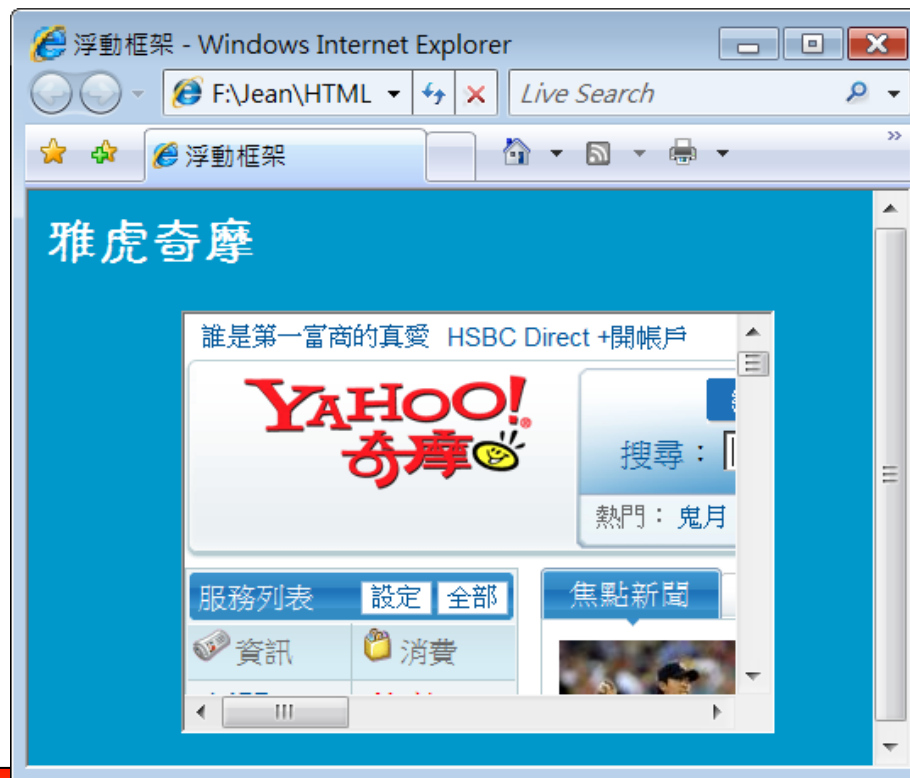 浮動框架 - Windows Internet Explorer
F:\Jean\HTML
Live Search
浮動框架
雅虎奇摩
誰是第一富商的真愛 HSBC Direct +開帳戶
YAHOO!
奇摩
搜尋：
熱門：鬼月
服務列表 設定 全部
焦點新聞
資訊 消費